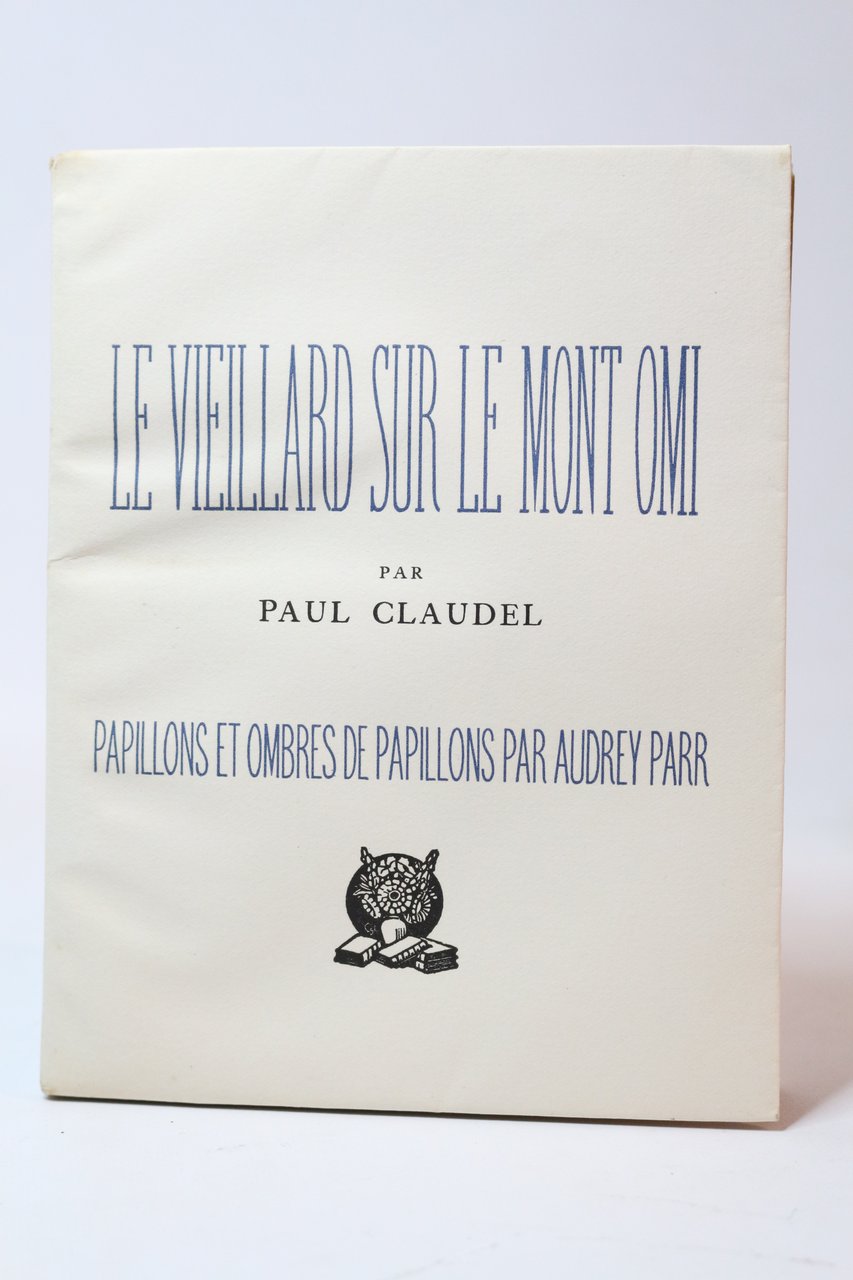 LE VIEILLARD SUR LE MONT OMI
PAR
PAUL CLAUDEL
PAPILLONS ET OMBRES DE PAPILLONS PAR AUDREY PARR